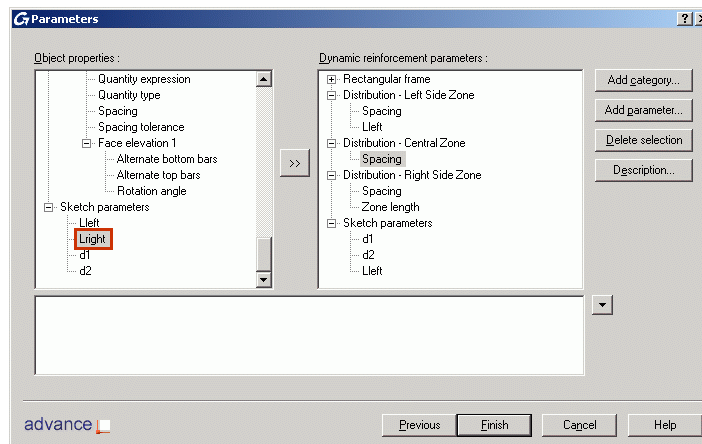 Parameters
Object properties :
Quantity expression
Quantity type
Spacing
Spacing tolerance
Face elevation 1
Alternate bottom bars
Alternate top bars
Rotation angle
Sketch parameters
Lleft
Lright
d1
d2
>>
Dynamic reinforcement parameters :
Rectangular frame
Distribution - Left Side Zone
Spacing
Lleft
Distribution - Central Zone
Spacing
Distribution - Right Side Zone
Spacing
Zone length
Sketch parameters
d1
d2
Lleft
Add category...
Add parameter...
Delete selection
Description...
advance
Previous
Finish
Cancel
Help